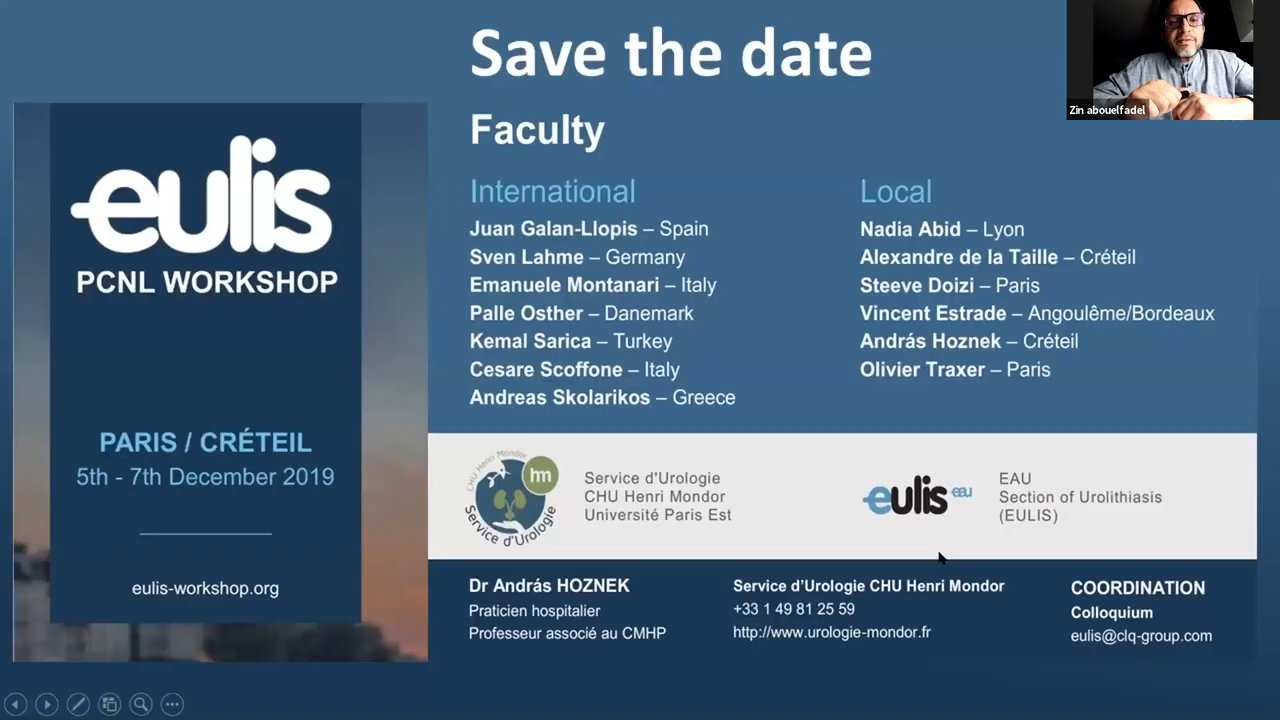 Save the date
Zin abouelfadel
eulis
PCNL WORKSHOP
PARIS / CRÉTEIL
5th - 7th December 2019
eulis-workshop.org
Faculty
International
Juan Galan-Llopis – Spain
Sven Lahme – Germany
Emanuele Montanari – Italy
Palle Osther – Danemark
Kemal Sarica – Turkey
Cesare Scoffone – Italy
Andreas Skolarikos – Greece
Local
Nadia Abid – Lyon
Alexandre de la Taille – Créteil
Steeve Doizi – Paris
Vincent Estrade – Angoulême/Bordeaux
András Hoznek – Créteil
Olivier Traxer – Paris
CHU Henri Mondor
hm
Service d'Urologie
Service d'Urologie
CHU Henri Mondor
Université Paris Est
eulis eau
EAU
Section of Urolithiasis
(EULIS)
Dr András HOZNEK
Praticien hospitalier
Professeur associé au CMHP
Service d'Urologie CHU Henri Mondor
+33 1 49 81 25 59
http://www.urologie-mondor.fr
COORDINATION
Colloquium
eulis@clq-group.com